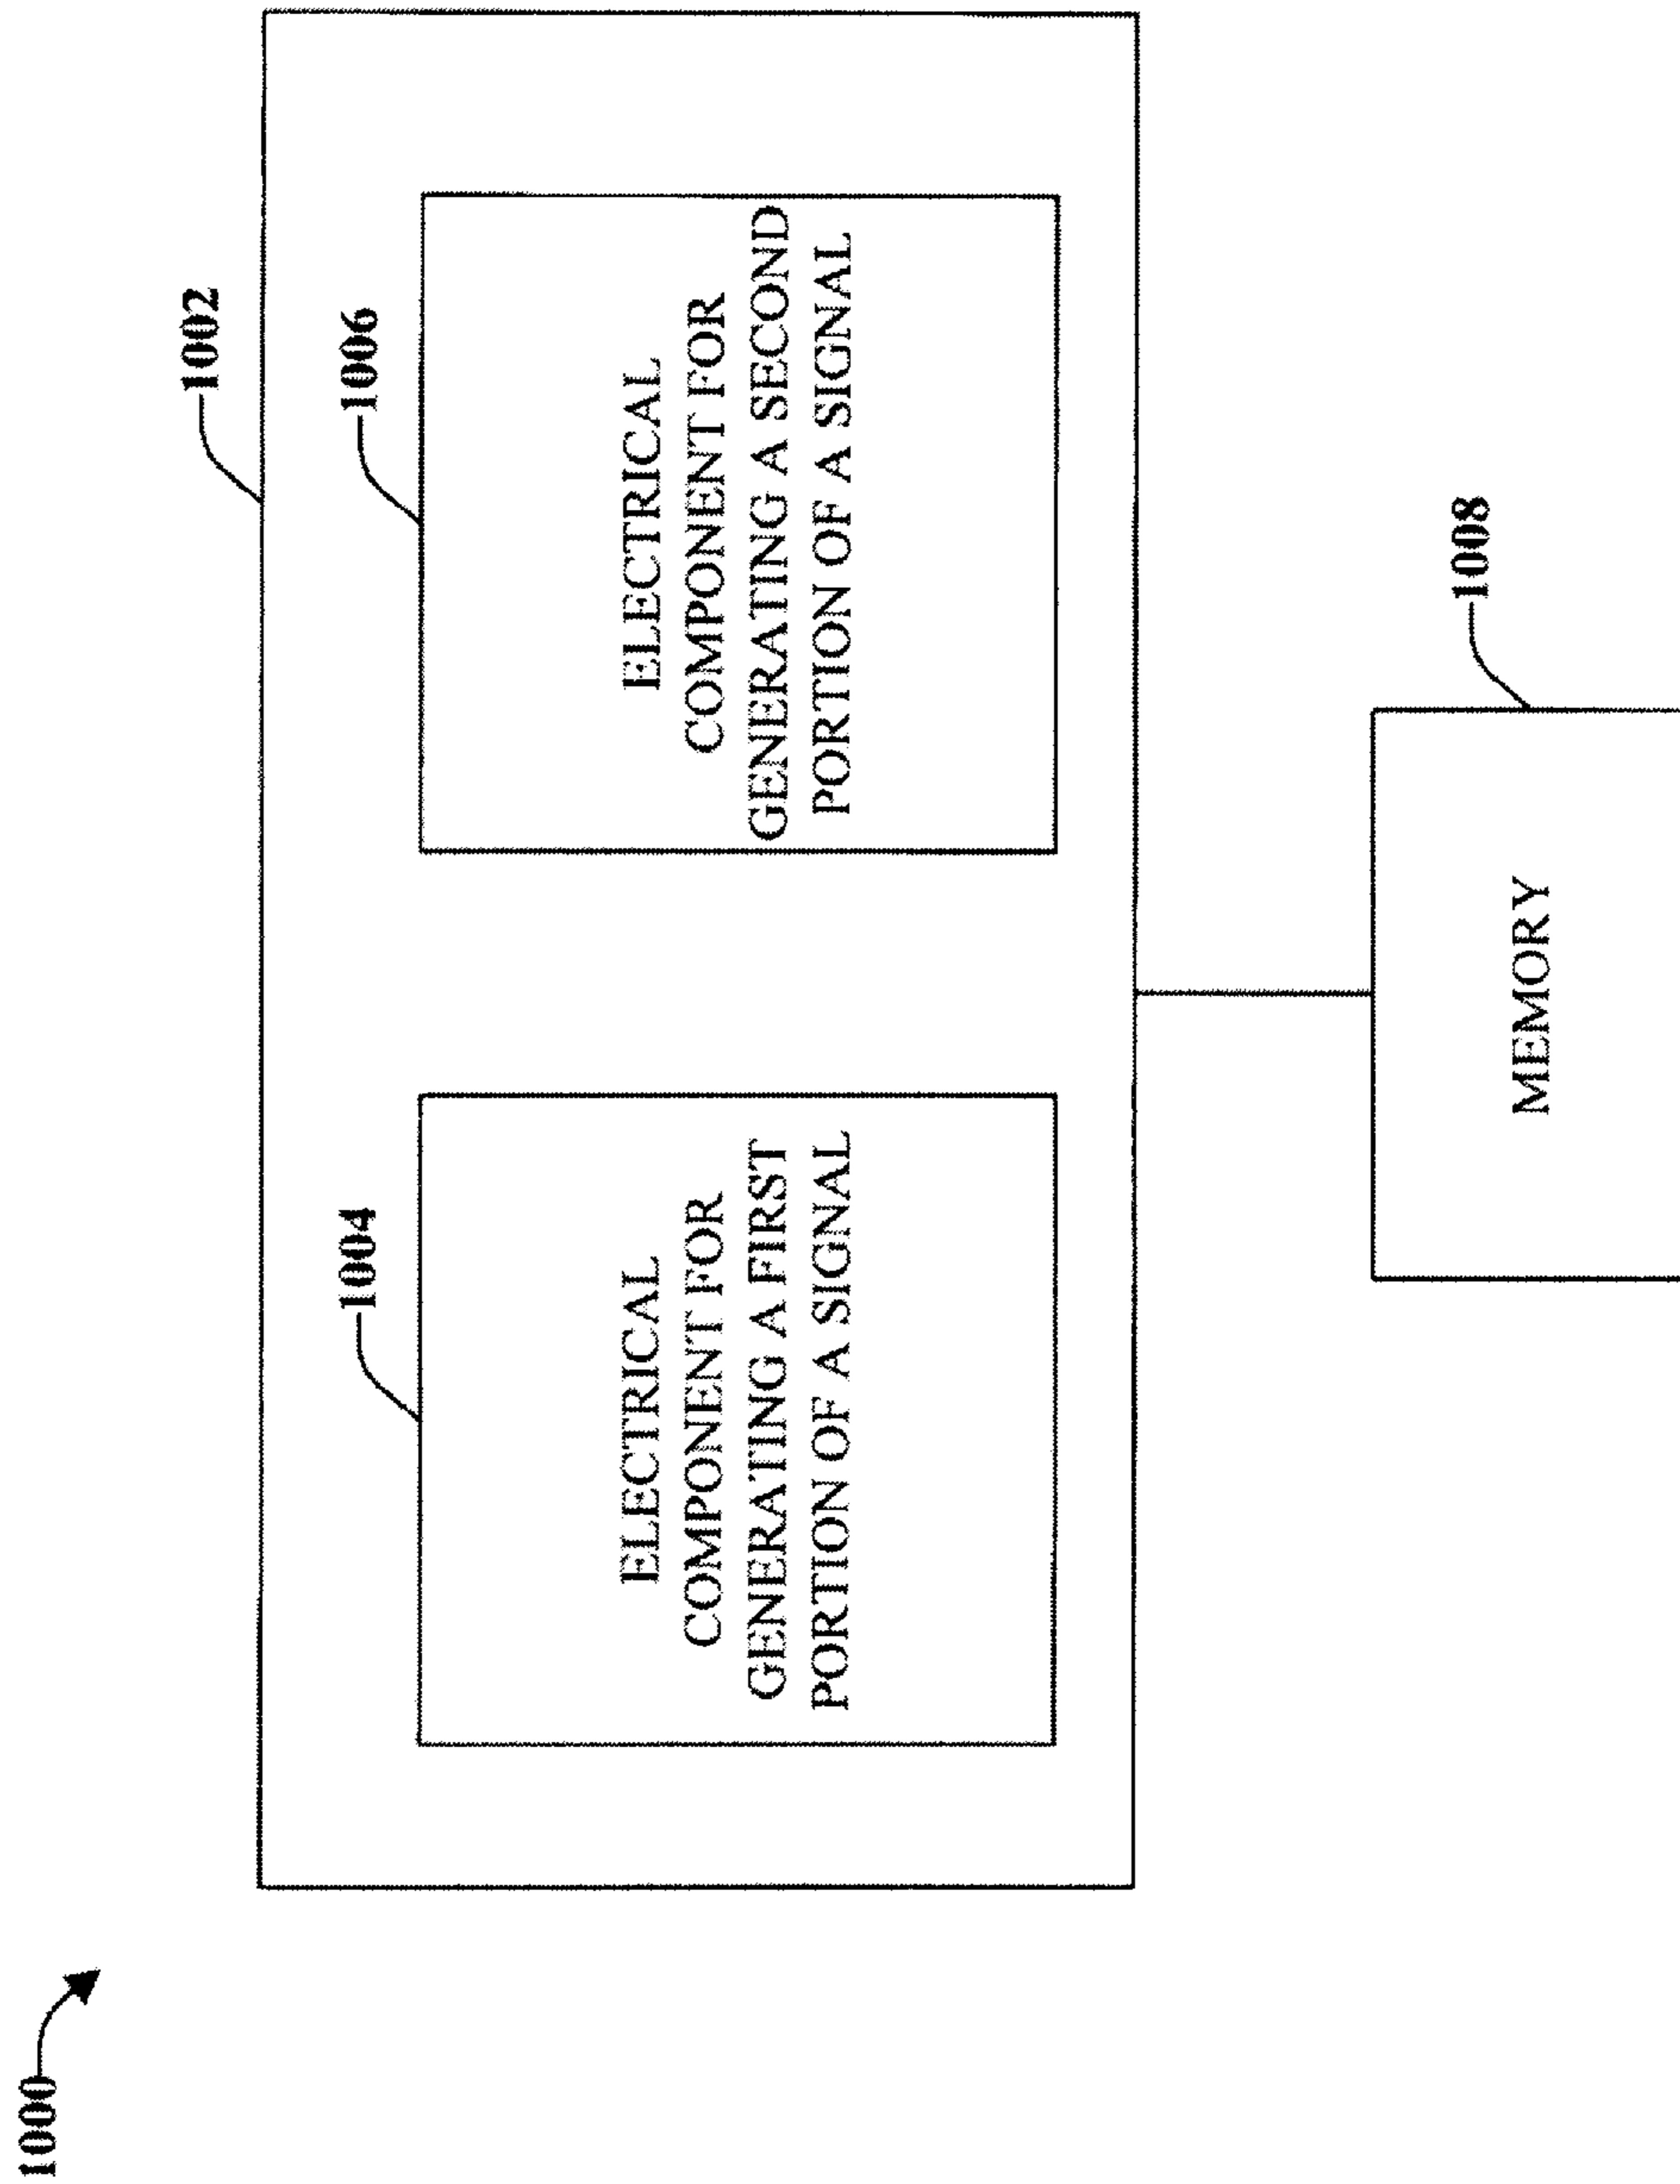 1000
1002
1004
ELECTRICAL
COMPONENT FOR
GENERATING A FIRST
PORTION OF A SIGNAL
1006
ELECTRICAL
COMPONENT FOR
GENERATING A SECOND
PORTION OF A SIGNAL
1008
MEMORY